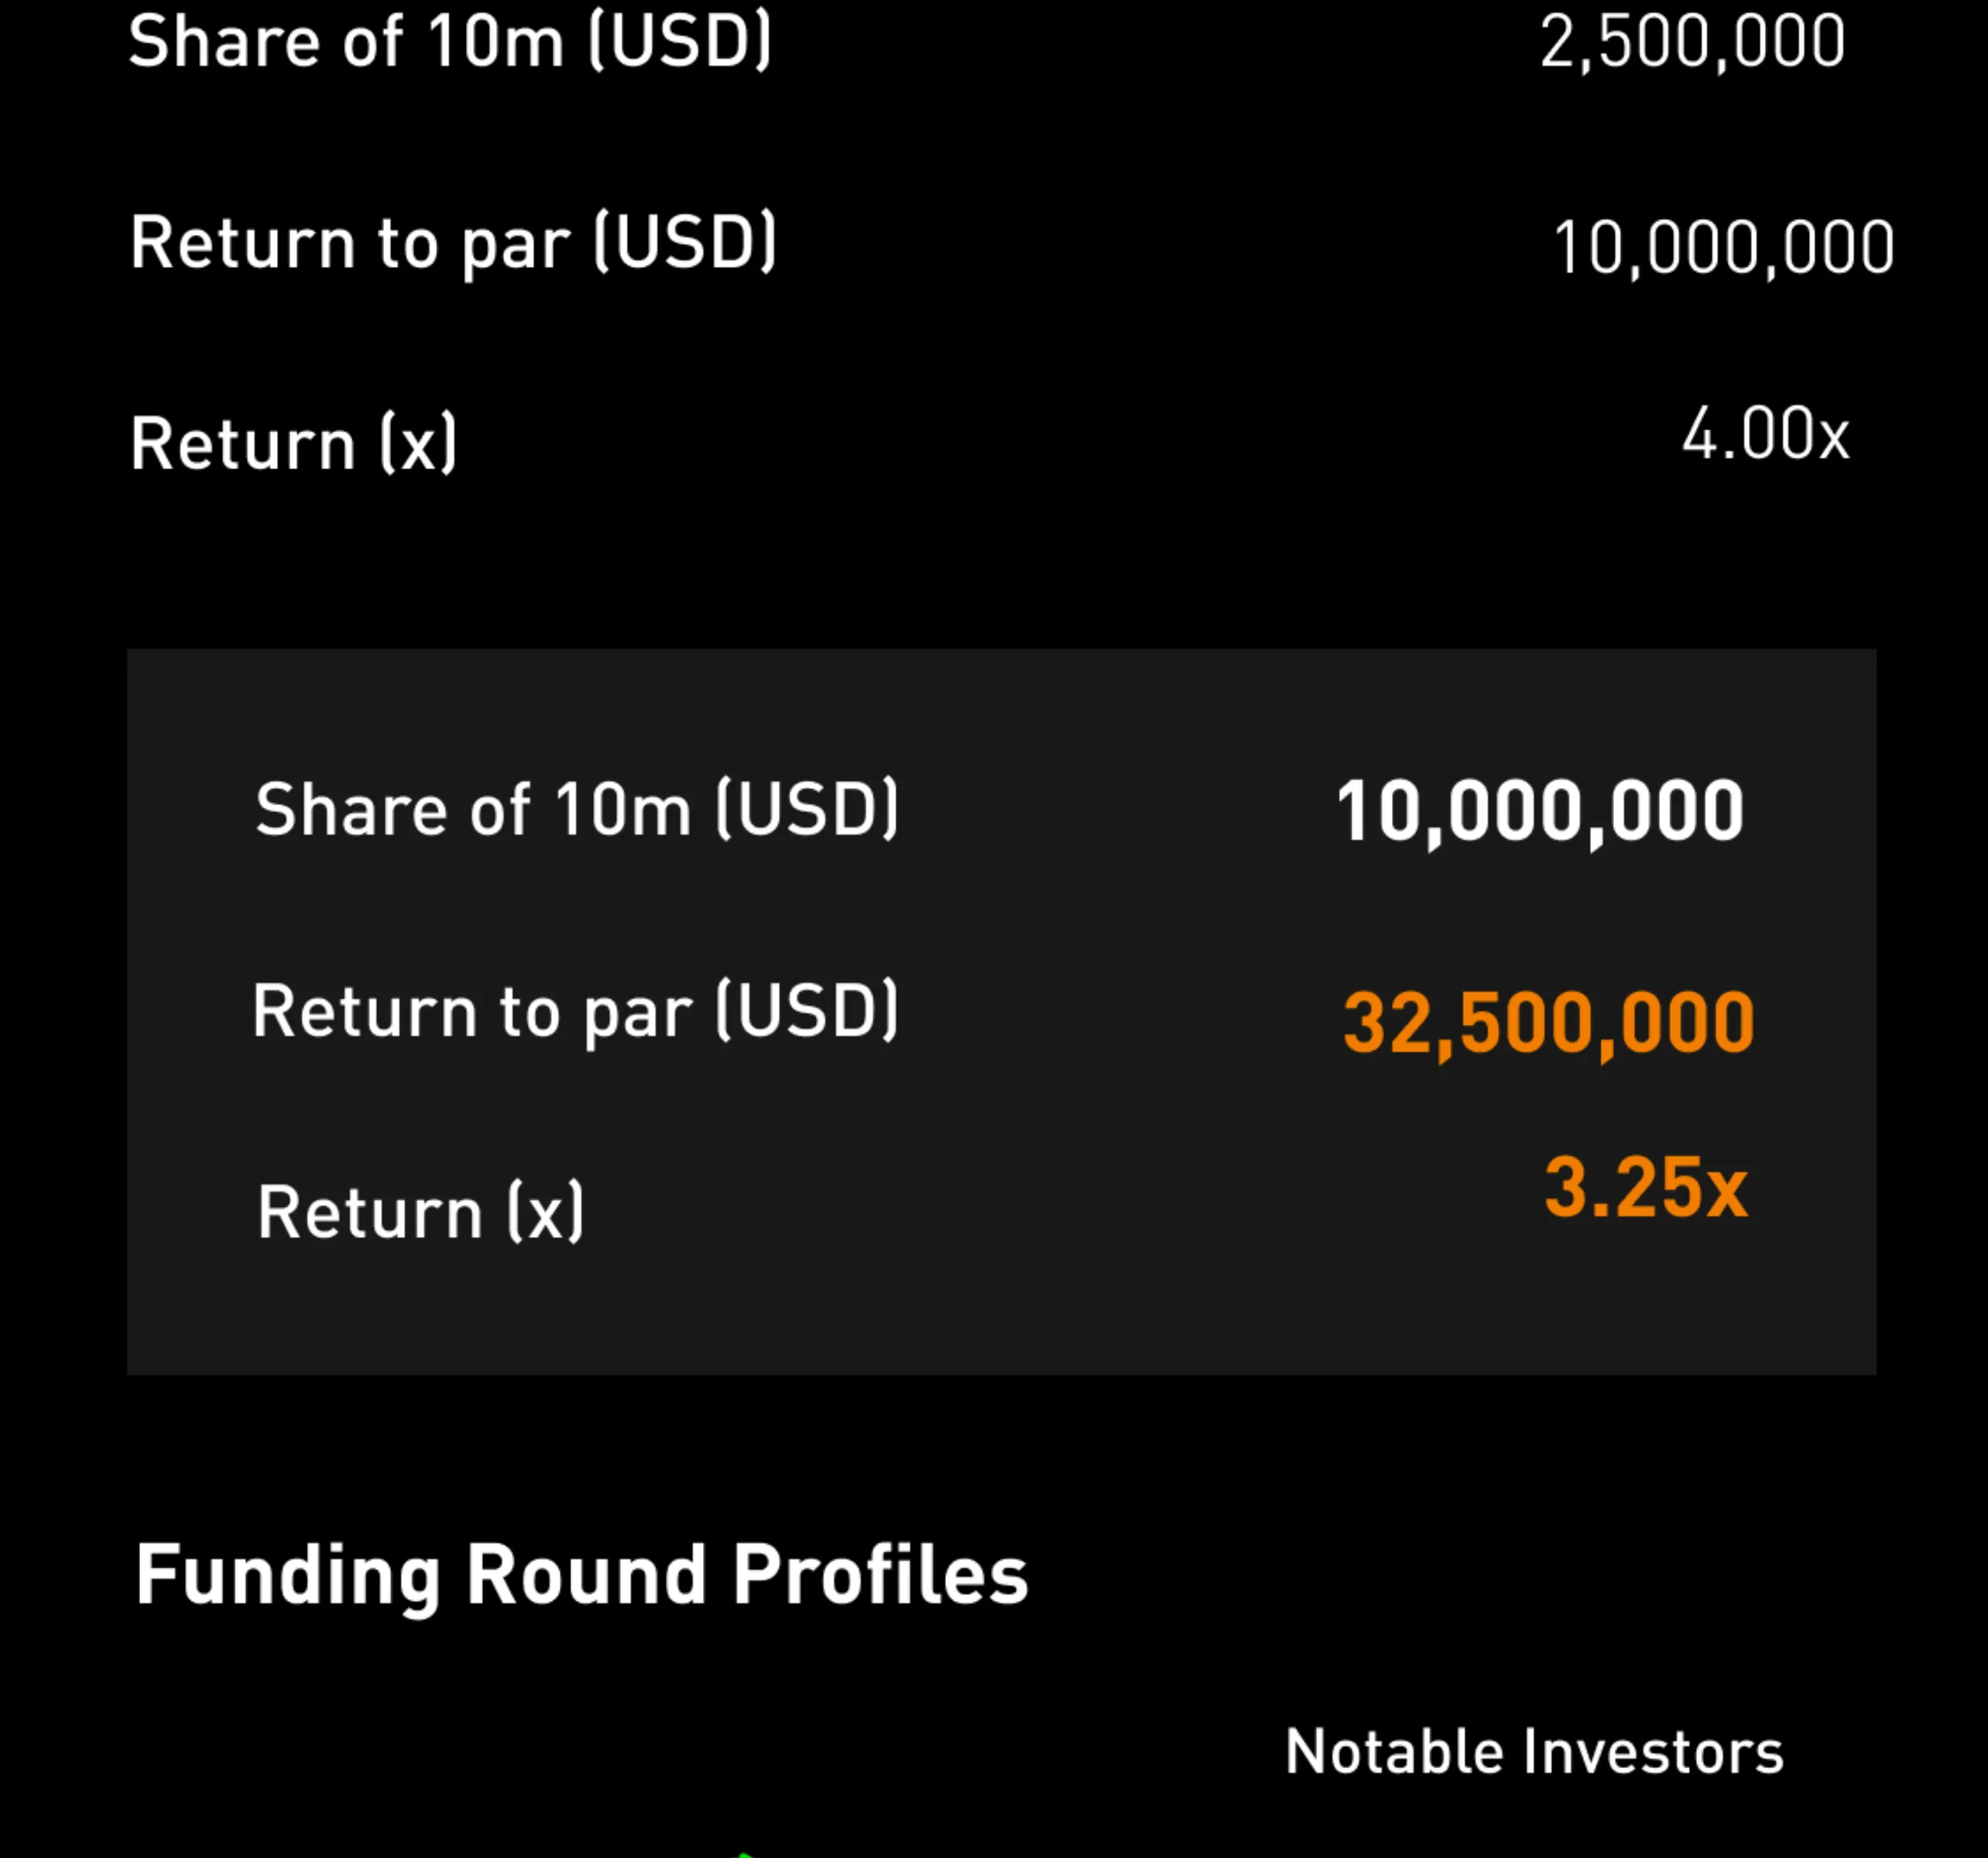 Share of 10m (USD) 2,500,000
Return to par (USD) 10,000,000
Return (x) 4.00x
Share of 10m (USD) 10,000,000
Return to par (USD) 32,500,000
Return (x) 3.25x
Funding Round Profiles
Notable Investors